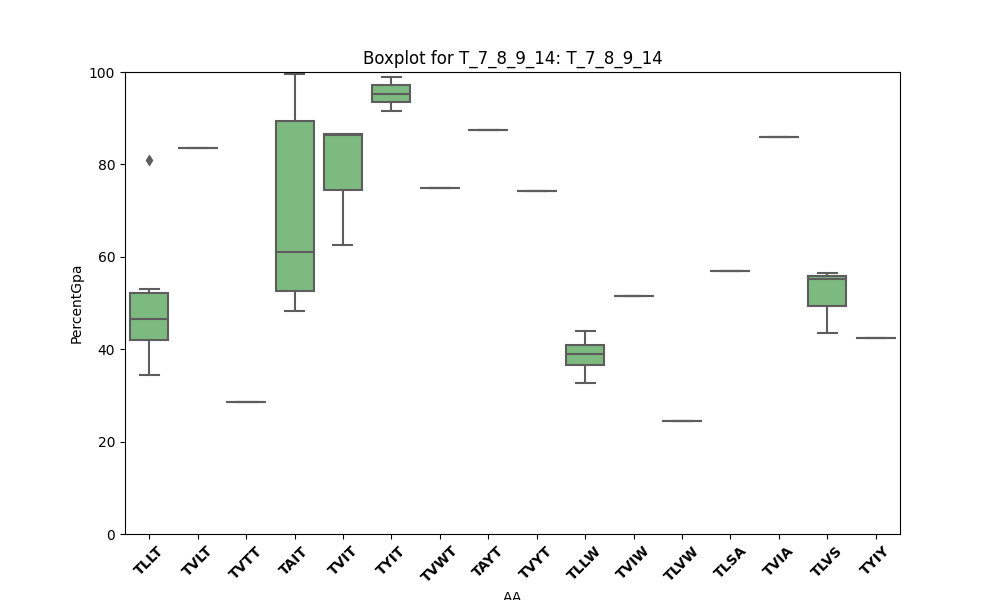 Boxplot for T_7_8_9_14: T_7_8_9_14
100
80
60
40
20
0
PercentGpa
TLLT TVLT TVTT TAIT TVIT TYIT TVWT TAYT TVYT TLLW TVIW TLVW TLSA TVIA TLVS TYIY
AA